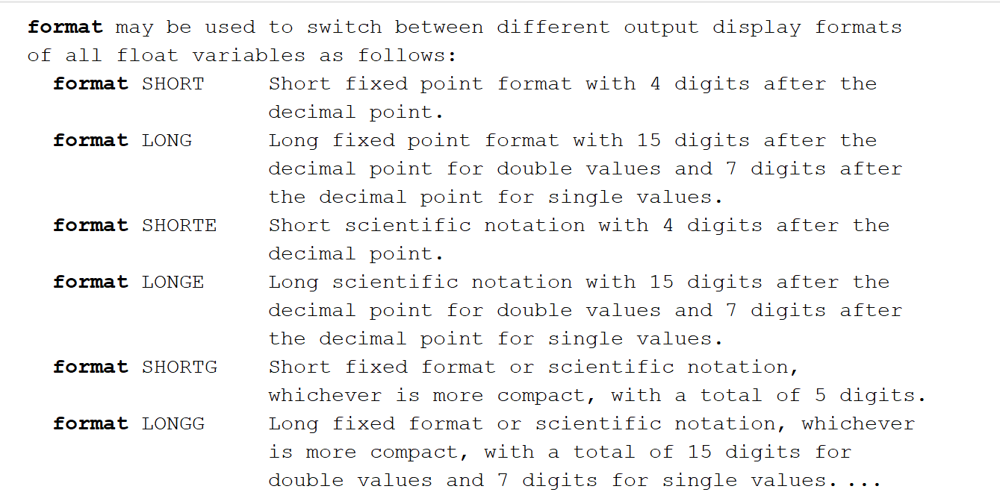 format may be used to switch between different output display formats
of all float variables as follows:
format SHORT Short fixed point format with 4 digits after the
decimal point.
format LONG Long fixed point format with 15 digits after the
decimal point for double values and 7 digits after
the decimal point for single values.
format SHORTE Short scientific notation with 4 digits after the
decimal point.
format LONGE Long scientific notation with 15 digits after the
decimal point for double values and 7 digits after
the decimal point for single values.
format SHORTG Short fixed format or scientific notation,
whichever is more compact, with a total of 5 digits.
format LONGG Long fixed format or scientific notation, whichever
is more compact, with a total of 15 digits for
double values and 7 digits for single values. ...